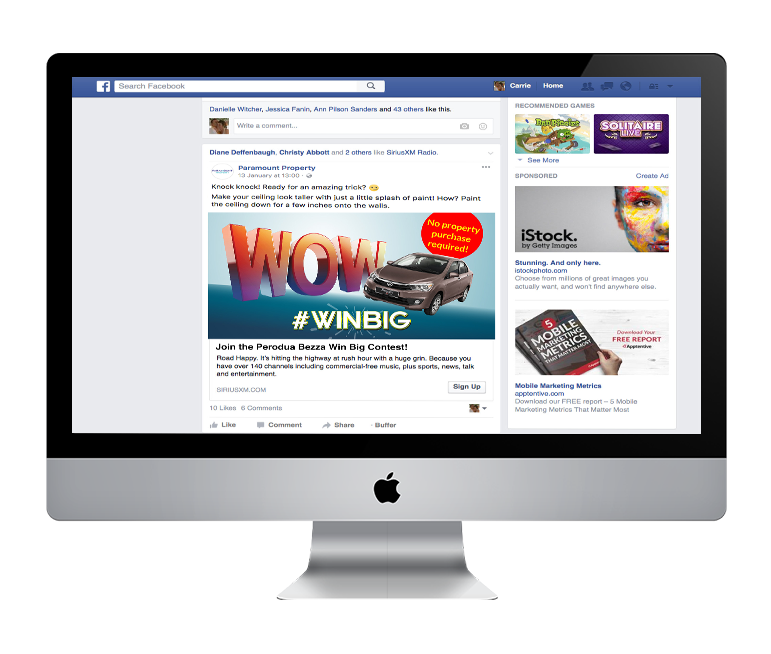 f
Search Facebook
Carrie
Home
Danielle Witcher, Jessica Fanin, Ann Pilson Sanders and 43 others like this.
Write a comment...
Diane Deffenbaugh, Christy Abbott and 2 others like SiriusXM Radio.
Paramount Property
13 January at 13:00 ·
Knock knock! Ready for an amazing trick?
Make your ceiling look taller with just a little splash of paint! How? Paint
the ceiling down for a few inches onto the walls.
No property
purchase
required!
WOW
#WINBIG
Join the Perodua Bezza Win Big Contest!
Road Happy. It's hitting the highway at rush hour with a huge grin. Because you
have over 140 channels including commercial-free music, plus sports, news, talk
and entertainment.
SIRIUSXM.COM
Sign Up
10 Likes 6 Comments
Like
Comment
Share
Buffer
RECOMMENDED GAMES
SOLITAIRE
LIVE
See More
SPONSORED
Create Ad
iStock.
by Getty Images
Stunning. And only here.
istockphoto.com
Choose from millions of great images you
actually want, and won't find anywhere else.
5
MOBILE
MARKETING
METRICS
THAT MATTER MOST
Download Your
FREE REPORT
Apptentive
Mobile Marketing Metrics
apptentive.com
Download our FREE report – 5 Mobile
Marketing Metrics That Matter Most